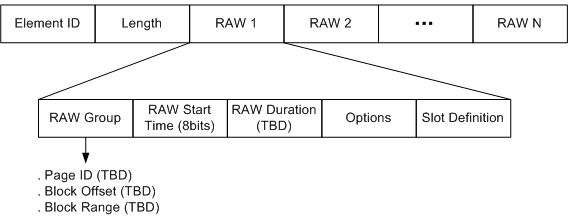 Element ID
Length
RAW 1
RAW 2
...
RAW N
RAW Group
RAW Start
Time (8bits)
RAW Duration
(TBD)
Options
Slot Definition
. Page ID (TBD)
. Block Offset (TBD)
. Block Range (TBD)